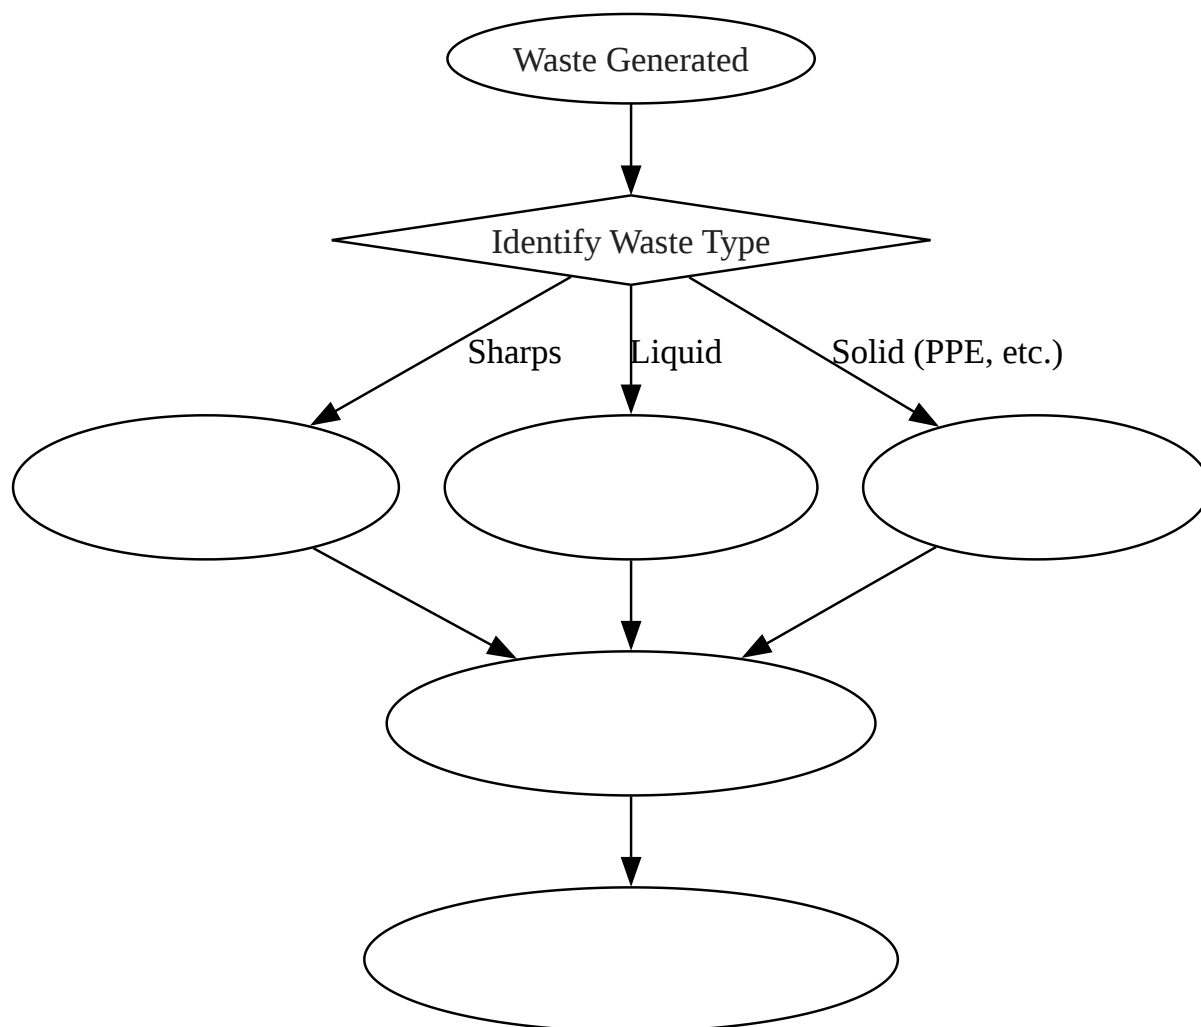 Waste Generated
Identify Waste Type
Sharps
Liquid
Solid (PPE, etc.)